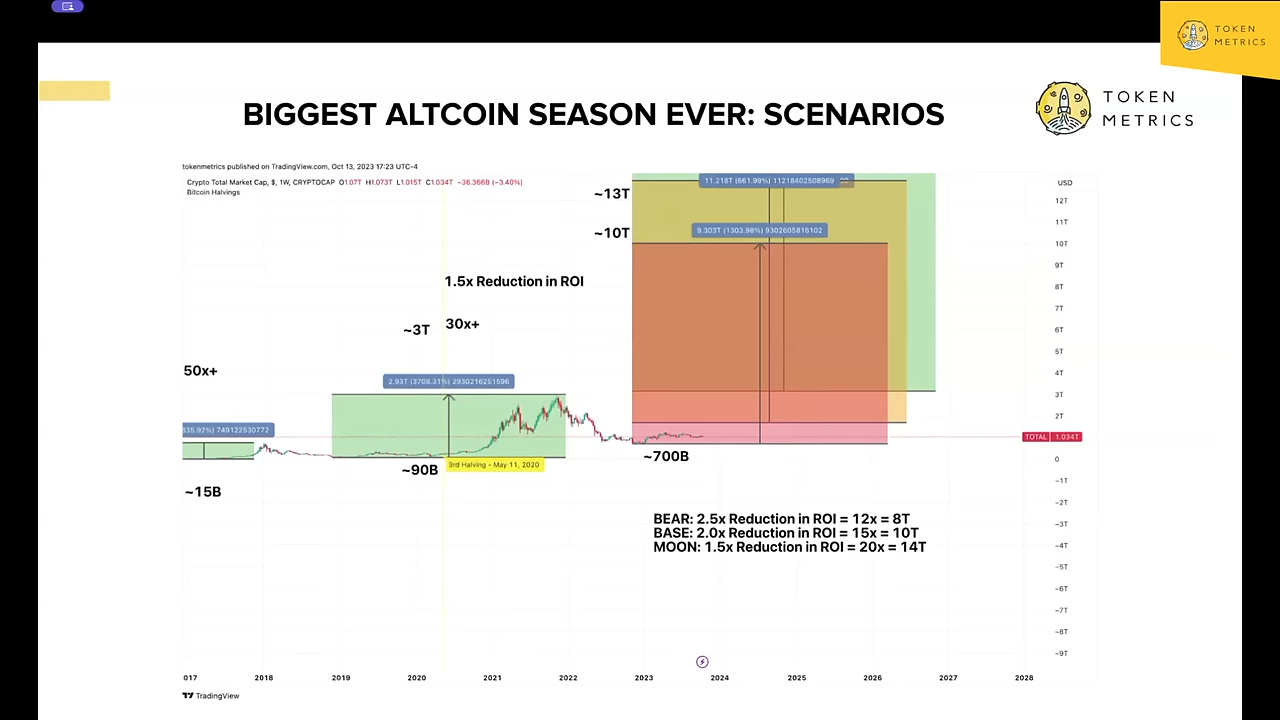 TOKEN
METRICS
BIGGEST ALTCOIN SEASON EVER: SCENARIOS
TOKEN
METRICS
tokenmetrics published on TradingView.com, Oct 13, 2023 17:23 UTC-4
Crypto Total Market Cap, $, 1W, CRYPTOCAP O1.07T H1.073T L1.015T C1.034T −36.366B (−3.40%)
Bitcoin Halvings
USD
11.218T (661.99%) 11218402508969
~13T
12T
11T
~10T
9.303T (1303.98%) 9302605816102
10T
9T
1.5x Reduction in ROI
8T
7T
~3T
30x+
6T
5T
50x+
4T
2.93T (3708.31%) 2930216251596
3T
2T
335.92%) 749122530772
TOTAL 1.034T
~700B
0
~90B
3rd Halving - May 11, 2020
−1T
~15B
−2T
BEAR: 2.5x Reduction in ROI = 12x = 8T
−3T
BASE: 2.0x Reduction in ROI = 15x = 10T
MOON: 1.5x Reduction in ROI = 20x = 14T
−4T
−5T
−6T
−7T
−8T
−9T
017 2018 2019 2020 2021 2022 2023 2024 2025 2026 2027 2028
TradingView